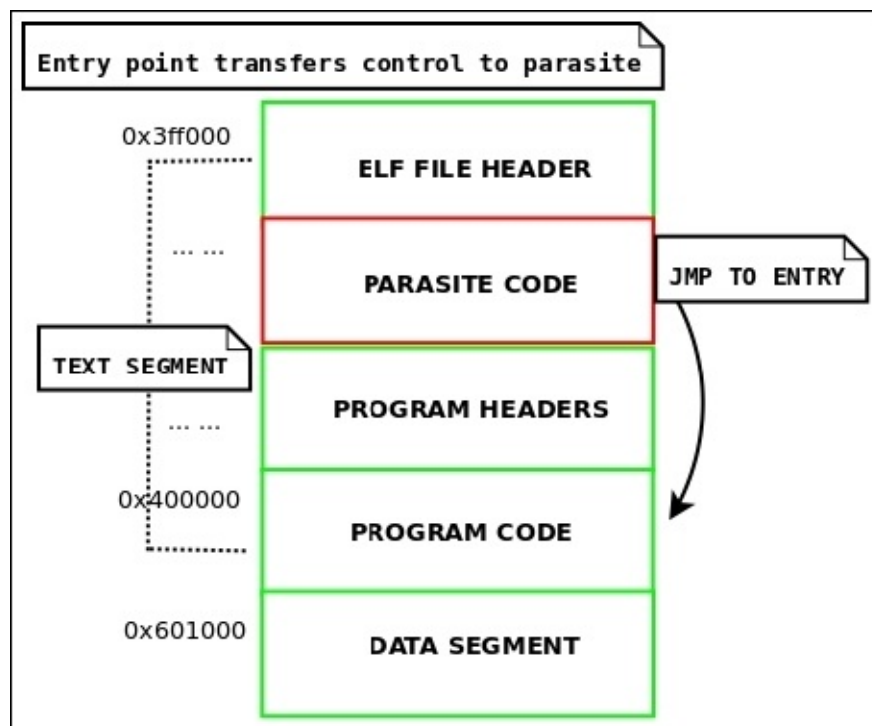 Entry point transfers control to parasite
0x3ff000
ELF FILE HEADER
... ...
PARASITE CODE
JMP TO ENTRY
TEXT SEGMENT
PROGRAM HEADERS
... ...
0x400000
PROGRAM CODE
0x601000
DATA SEGMENT